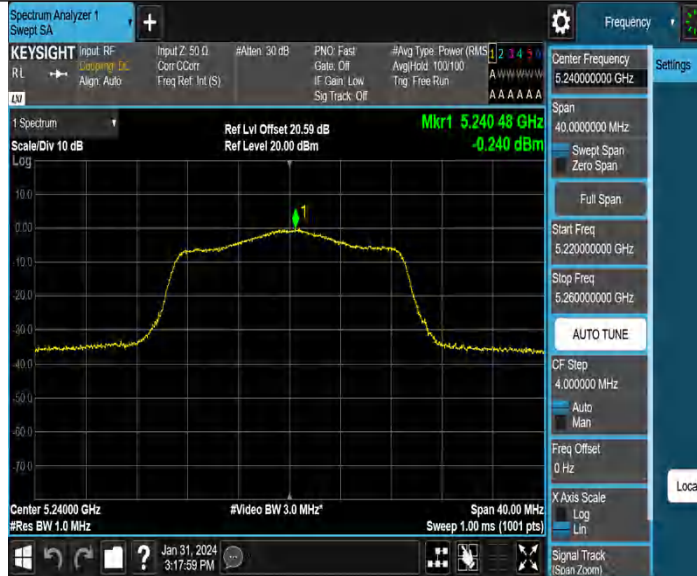 Spectrum Analyzer 1
Swept SA
+
Frequency
KEYSIGHT
RL
Input: RF
Coupling: DC
Align: Auto
Input Z: 50 Ω
Corr CCorr
Freq Ref: Int (S)
#Atten: 30 dB
PNO: Fast
Gate: Off
IF Gain: Low
Sig Track: Off
#Avg Type: Power (RMS
Avg|Hold: 100/100
Trig: Free Run
1 2 3 4 5 6
A W W W W W
A A A A A A
1 Spectrum
Scale/Div 10 dB
Log
Ref Lvl Offset 20.59 dB
Ref Level 20.00 dBm
Mkr1 5.240 48 GHz
-0.240 dBm
10.0
0.00
-10.0
-20.0
-30.0
-40.0
-50.0
-60.0
-70.0
1
Center 5.24000 GHz
#Res BW 1.0 MHz
#Video BW 3.0 MHz*
Span 40.00 MHz
Sweep 1.00 ms (1001 pts)
?
Jan 31, 2024
3:17:59 PM
Center Frequency
5.240000000 GHz
Settings
Span
40.0000000 MHz
Swept Span
Zero Span
Full Span
Start Freq
5.220000000 GHz
Stop Freq
5.260000000 GHz
AUTO TUNE
CF Step
4.000000 MHz
Auto
Man
Freq Offset
0 Hz
X Axis Scale
Log
Lin
Signal Track
(Span Zoom)
Loca